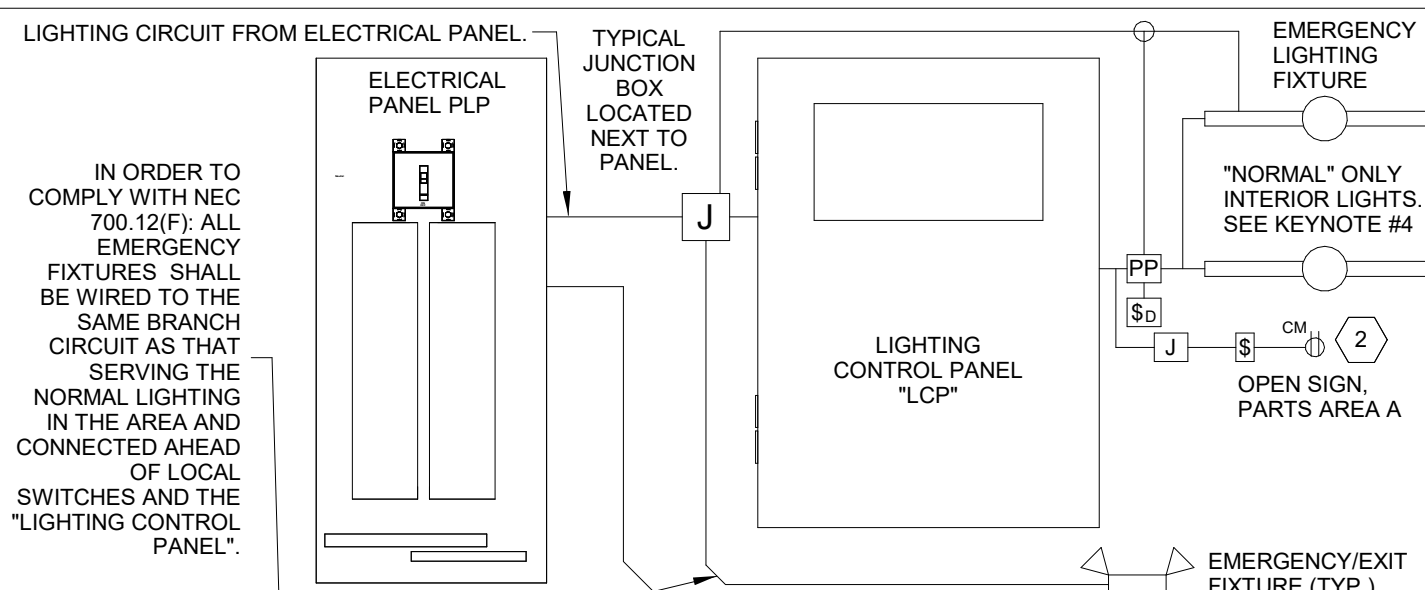 LIGHTING CIRCUIT FROM ELECTRICAL PANEL.
TYPICAL
JUNCTION
BOX
LOCATED
NEXT TO
PANEL.
EMERGENCY
LIGHTING
FIXTURE
ELECTRICAL
PANEL PLP
IN ORDER TO
COMPLY WITH NEC
700.12(F): ALL
EMERGENCY
FIXTURES SHALL
BE WIRED TO THE
SAME BRANCH
CIRCUIT AS THAT
SERVING THE
NORMAL LIGHTING
IN THE AREA AND
CONNECTED AHEAD
OF LOCAL
SWITCHES AND THE
"LIGHTING CONTROL
PANEL".
J
"NORMAL" ONLY
INTERIOR LIGHTS.
SEE KEYNOTE #4
PP
$D
J
$
CM
2
LIGHTING
CONTROL PANEL
"LCP"
OPEN SIGN,
PARTS AREA A
EMERGENCY/EXIT
FIXTURE (TYP.)